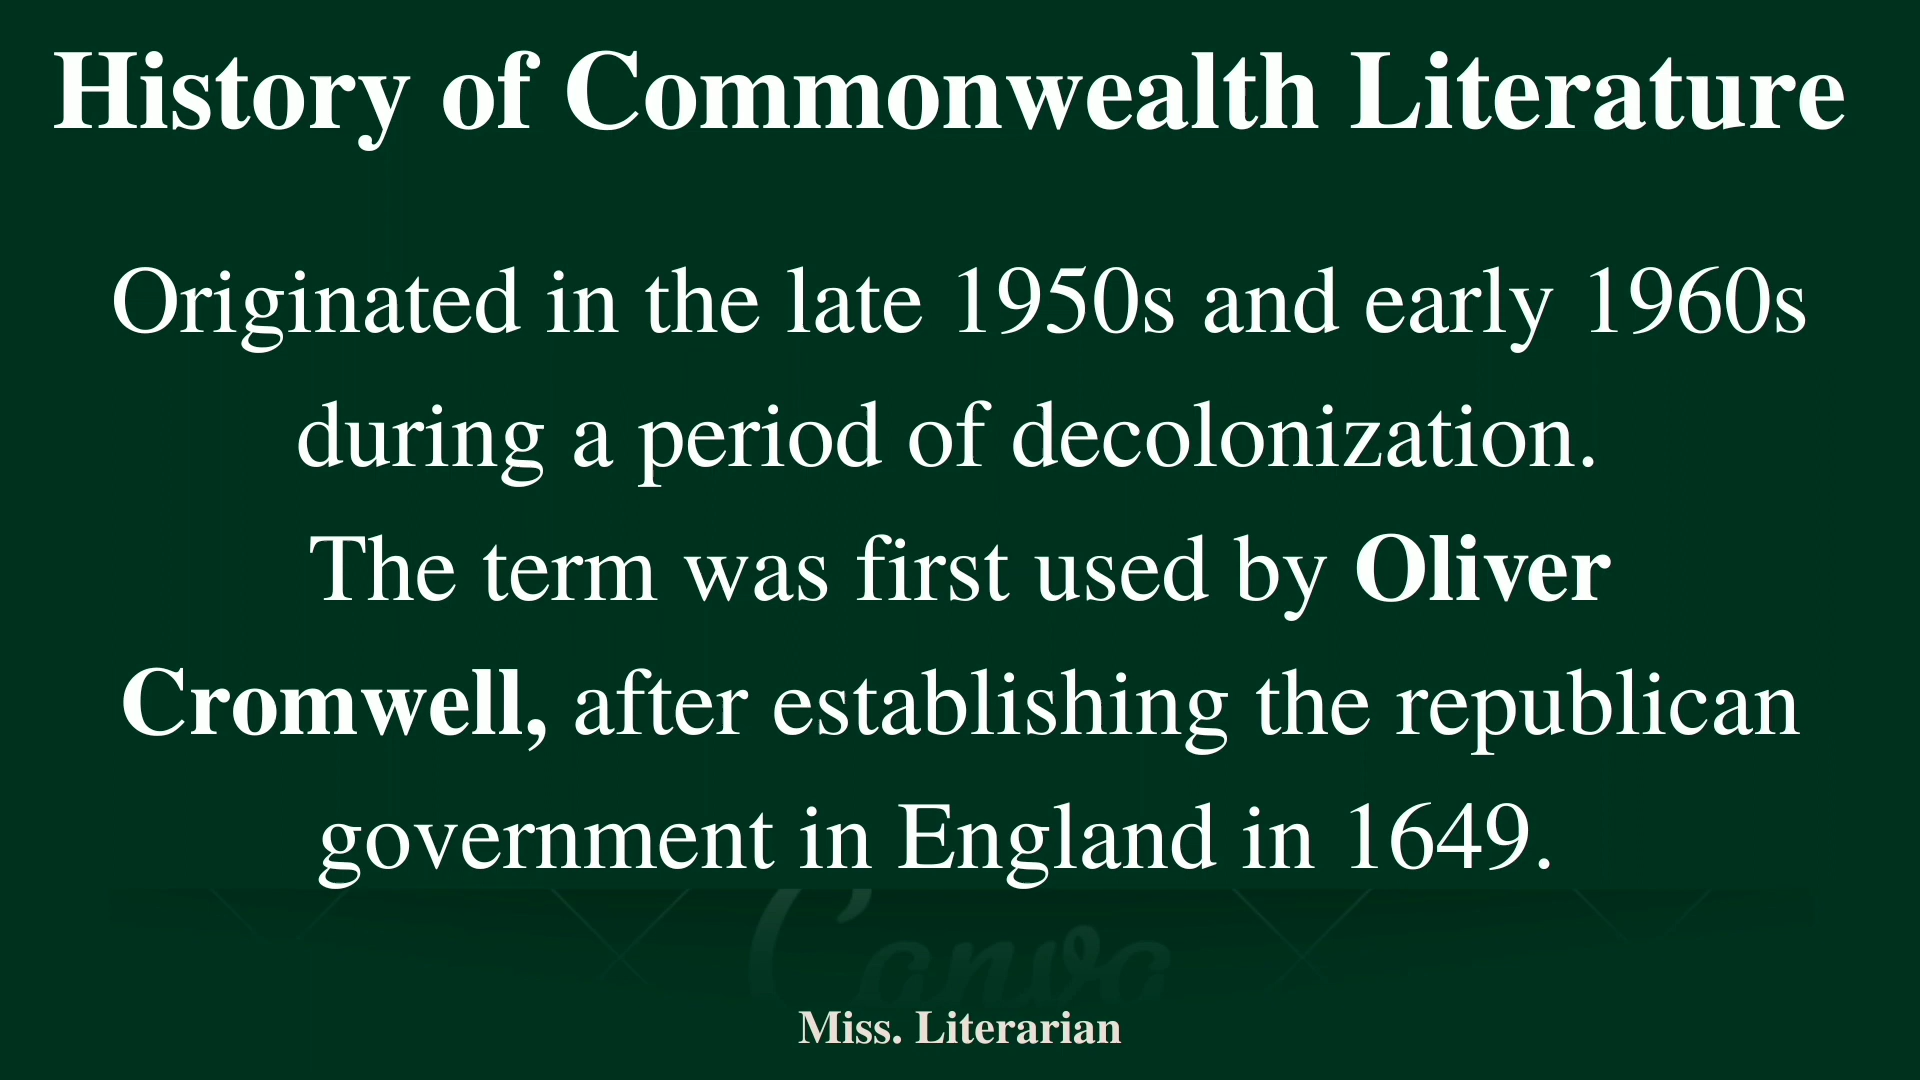 History of Commonwealth Literature
Originated in the late 1950s and early 1960s
during a period of decolonization.
The term was first used by Oliver
Cromwell, after establishing the republican
government in England in 1649.
Canva
Miss. Literarian